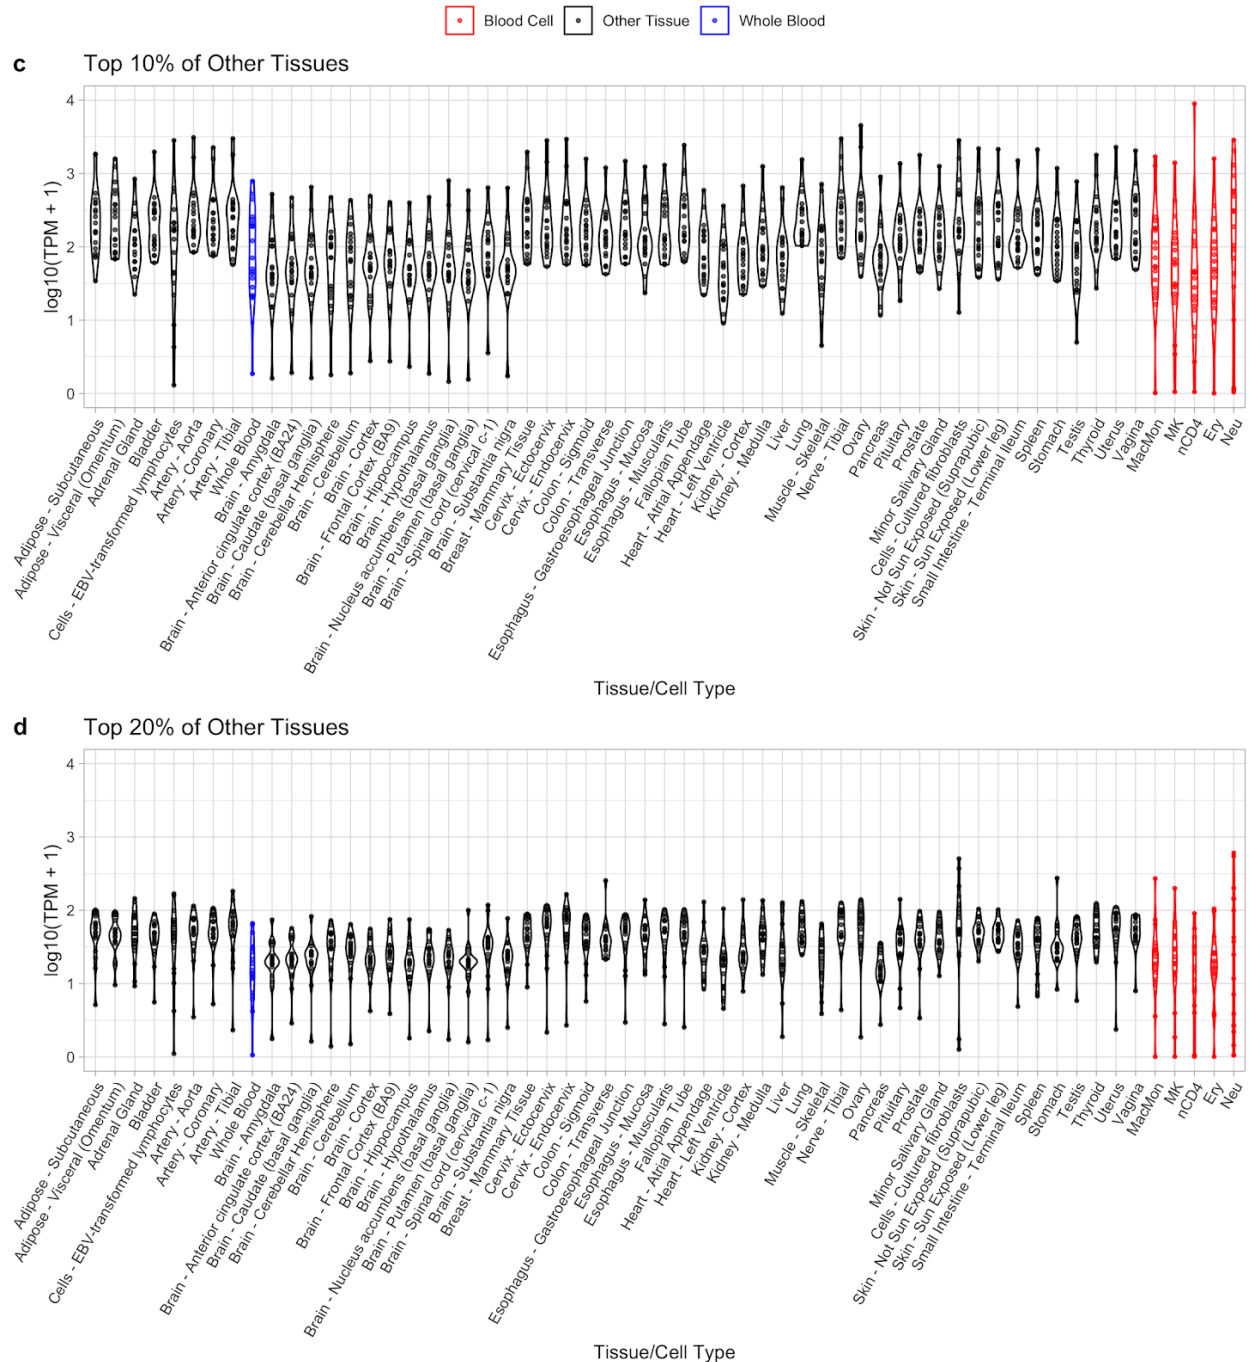 Blood Cell Other Tissue Whole Blood
c Top 10% of Other Tissues
log10(TPM + 1)
4
3
2
1
0
Adipose - Subcutaneous
Adipose - Visceral (Omentum)
Adrenal Gland
Bladder
Cells - EBV-transformed lymphocytes
Artery - Aorta
Artery - Coronary
Artery - Tibial
Whole Blood
Brain - Amygdala
Brain - Anterior cingulate cortex (BA24)
Brain - Caudate (basal ganglia)
Brain - Cerebellar Hemisphere
Brain - Cerebellum
Brain - Cortex
Brain - Frontal Cortex (BA9)
Brain - Hippocampus
Brain - Hypothalamus
Brain - Nucleus accumbens (basal ganglia)
Brain - Putamen (basal ganglia)
Brain - Spinal cord (cervical c-1)
Brain - Substantia nigra
Breast - Mammary Tissue
Cervix - Ectocervix
Cervix - Endocervix
Colon - Sigmoid
Colon - Transverse
Esophagus - Gastroesophageal Junction
Esophagus - Mucosa
Esophagus - Muscularis
Fallopian Tube
Heart - Atrial Appendage
Heart - Left Ventricle
Kidney - Cortex
Kidney - Medulla
Liver
Lung
Muscle - Skeletal
Nerve - Tibial
Ovary
Pancreas
Pituitary
Prostate
Minor Salivary Gland
Cells - Cultured fibroblasts
Skin - Not Sun Exposed (Suprapubic)
Skin - Sun Exposed (Lower leg)
Small Intestine - Terminal Ileum
Spleen
Stomach
Testis
Thyroid
Uterus
Vagina
MacMon
MK
nCD4
Ery
Neu
Tissue/Cell Type
d Top 20% of Other Tissues
log10(TPM + 1)
4
3
2
1
0
Adipose - Subcutaneous
Adipose - Visceral (Omentum)
Adrenal Gland
Bladder
Cells - EBV-transformed lymphocytes
Artery - Aorta
Artery - Coronary
Artery - Tibial
Whole Blood
Brain - Amygdala
Brain - Anterior cingulate cortex (BA24)
Brain - Caudate (basal ganglia)
Brain - Cerebellar Hemisphere
Brain - Cerebellum
Brain - Cortex
Brain - Frontal Cortex (BA9)
Brain - Hippocampus
Brain - Hypothalamus
Brain - Nucleus accumbens (basal ganglia)
Brain - Putamen (basal ganglia)
Brain - Spinal cord (cervical c-1)
Brain - Substantia nigra
Breast - Mammary Tissue
Cervix - Ectocervix
Cervix - Endocervix
Colon - Sigmoid
Colon - Transverse
Esophagus - Gastroesophageal Junction
Esophagus - Mucosa
Esophagus - Muscularis
Fallopian Tube
Heart - Atrial Appendage
Heart - Left Ventricle
Kidney - Cortex
Kidney - Medulla
Liver
Lung
Muscle - Skeletal
Nerve - Tibial
Ovary
Pancreas
Pituitary
Prostate
Minor Salivary Gland
Cells - Cultured fibroblasts
Skin - Not Sun Exposed (Suprapubic)
Skin - Sun Exposed (Lower leg)
Small Intestine - Terminal Ileum
Spleen
Stomach
Testis
Thyroid
Uterus
Vagina
MacMon
MK
nCD4
Ery
Neu
Tissue/Cell Type